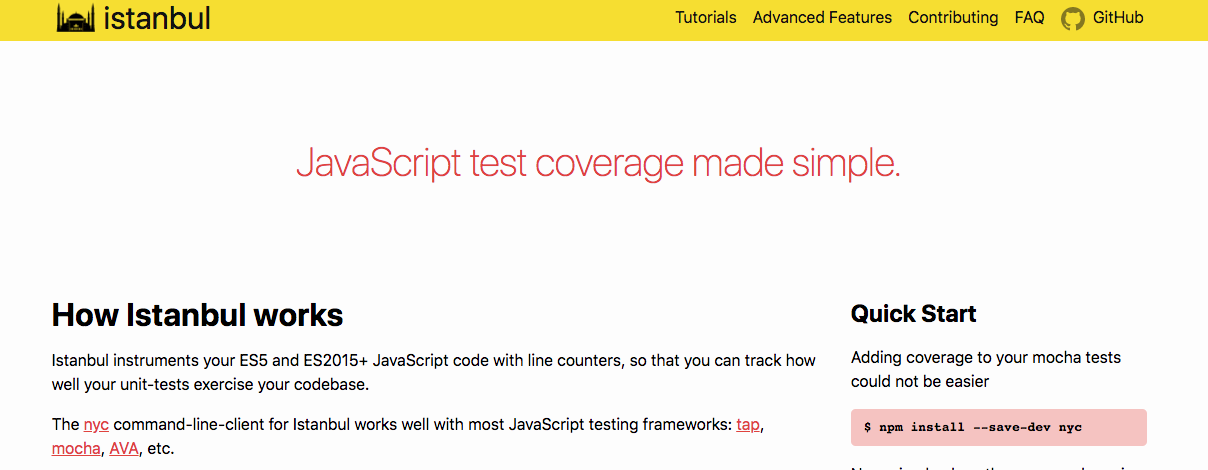 istanbul
Tutorials Advanced Features Contributing FAQ GitHub
JavaScript test coverage made simple.
How Istanbul works
Istanbul instruments your ES5 and ES2015+ JavaScript code with line counters, so that you can track how
well your unit-tests exercise your codebase.
The nyc command-line-client for Istanbul works well with most JavaScript testing frameworks: tap,
mocha, AVA, etc.
Quick Start
Adding coverage to your mocha tests
could not be easier
$ npm install --save-dev nyc